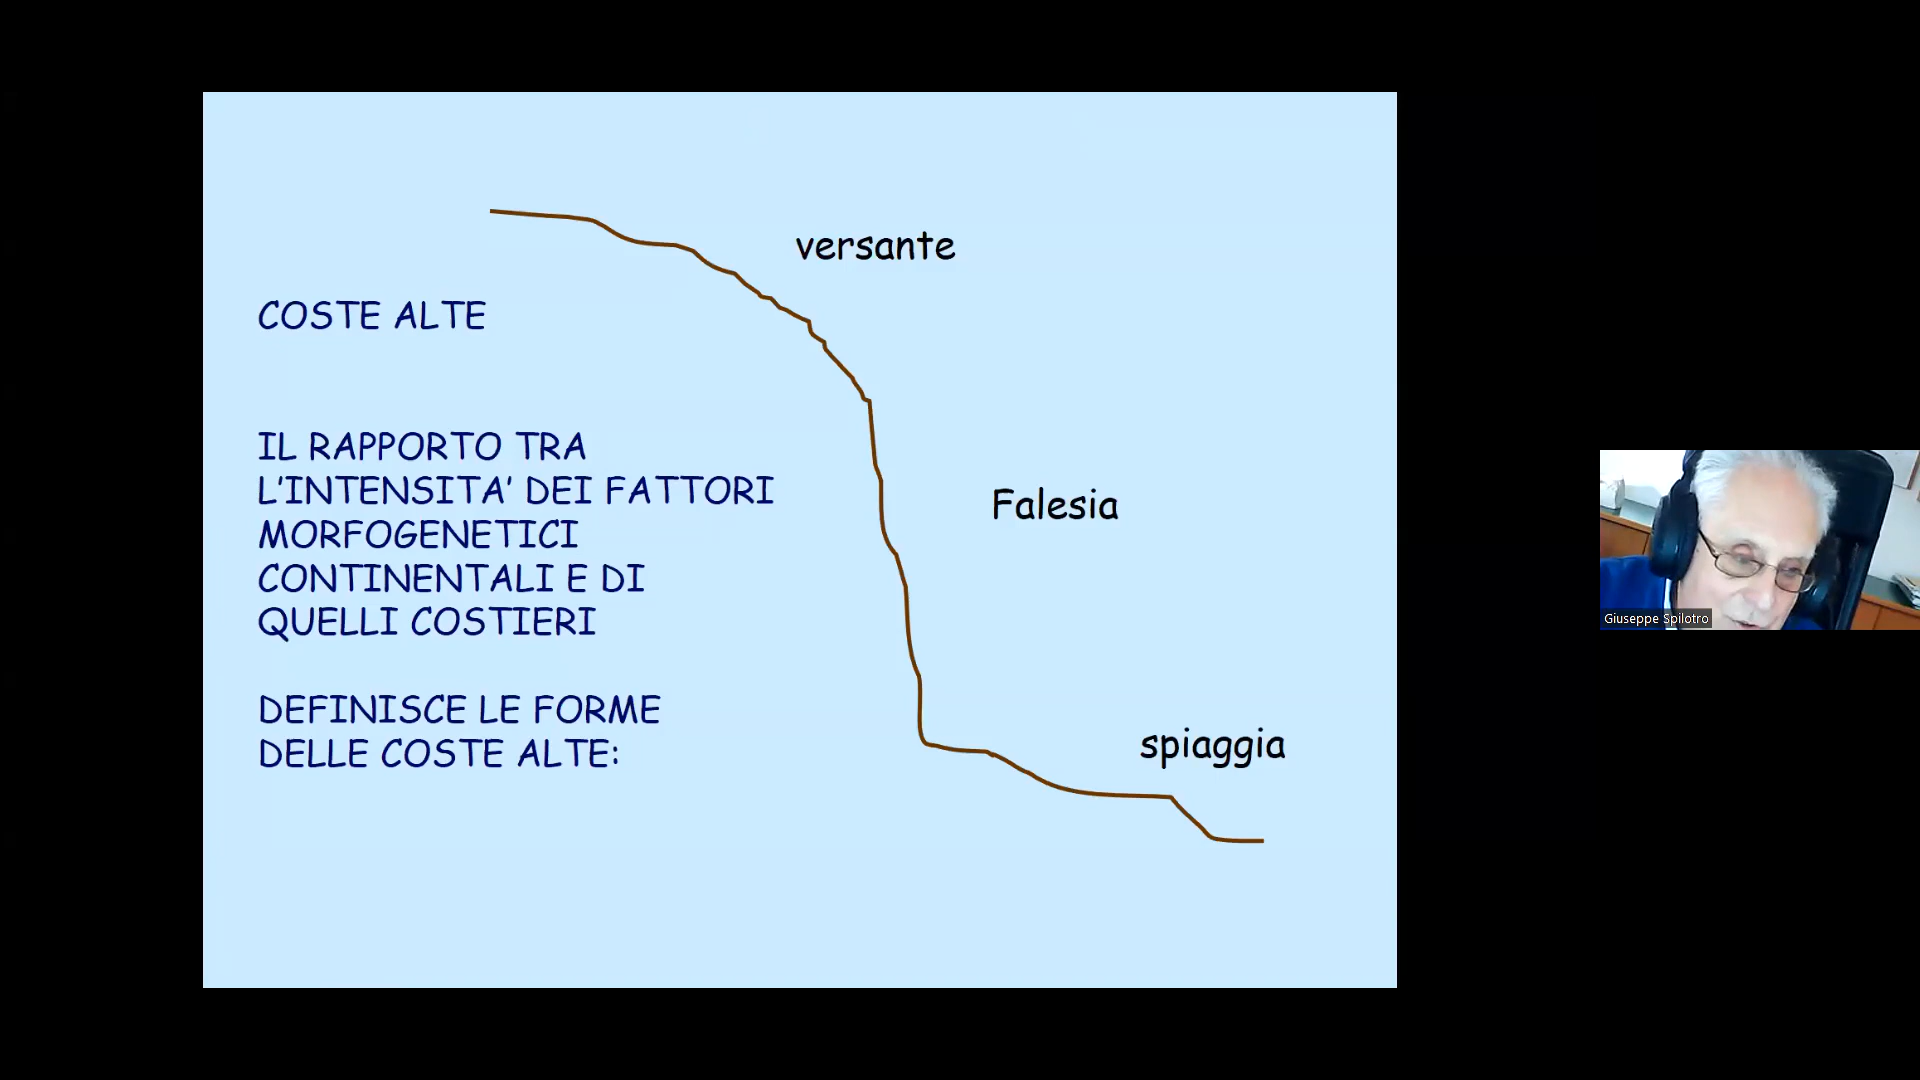 versante
COSTE ALTE
IL RAPPORTO TRA
L'INTENSITA' DEI FATTORI
MORFOGENETICI
CONTINENTALI E DI
QUELLI COSTIERI
Falesia
DEFINISCE LE FORME
DELLE COSTE ALTE:
spiaggia
Giuseppe Spilotro